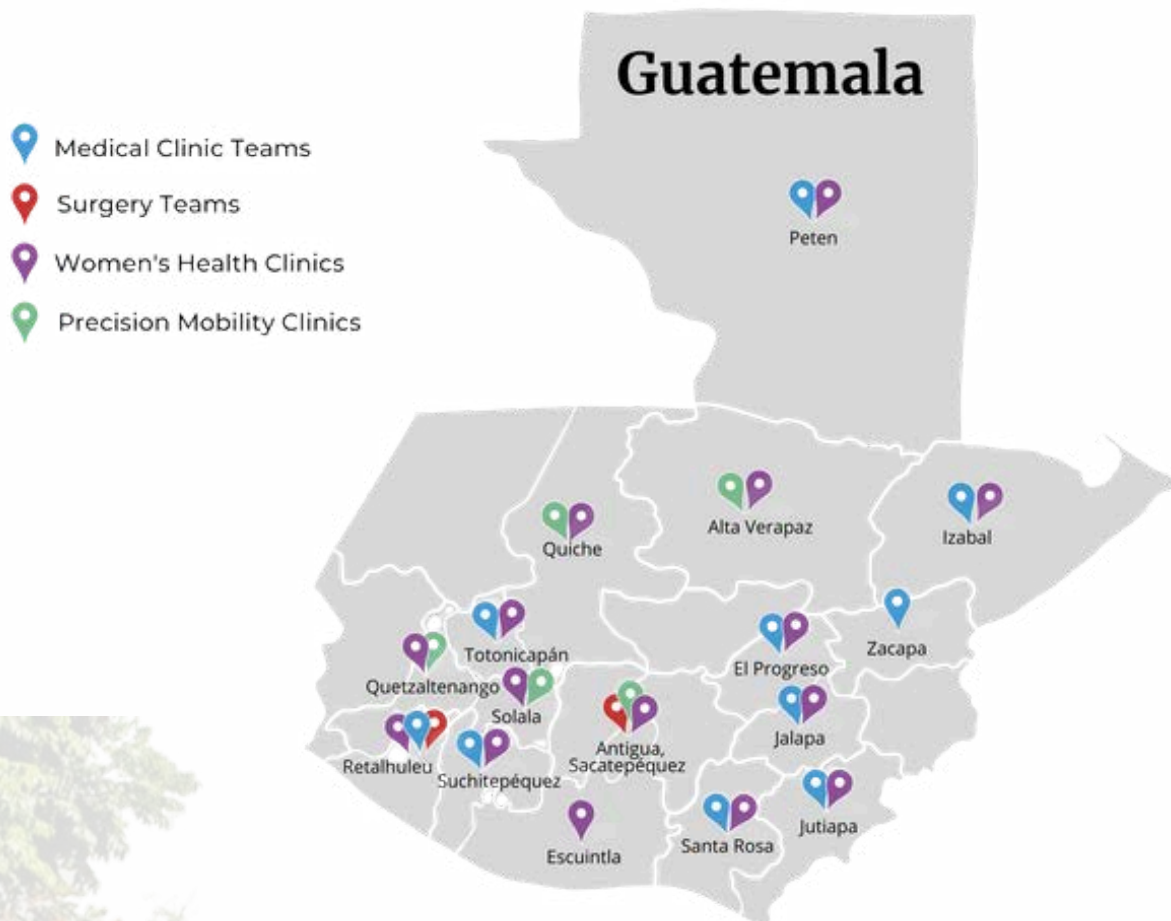 Guatemala
Medical Clinic Teams
Surgery Teams
Women's Health Clinics
Precision Mobility Clinics
Peten
Alta Verapaz
Izabal
Quiche
Zacapa
Totonicapán
El Progreso
Quetzaltenango
Solala
Antigua,
Sacatepéquez
Jalapa
Retalhuleu
Suchitepéquez
Jutiapa
Santa Rosa
Escuintla